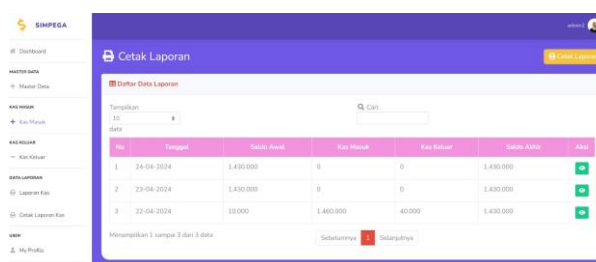 SIMPEGA
admin2
Dashboard
MASTER DATA
Master Data
KAS MASUK
Kas Masuk
KAS KELUAR
Kas Keluar
DATA LAPORAN
Laporan Kas
Cetak Laporan Kas
USER
My Profile
Cetak Laporan
Cetak Laporan
Daftar Data Laporan
Tampilkan
10
data
Cari:
No Tanggal Saldo Awal Kas Masuk Kas Keluar Saldo Akhir Aksi
1 24-04-2024 1.430.000 0 0 1.430.000
2 23-04-2024 1.430.000 0 0 1.430.000
3 22-04-2024 10.000 1.460.000 40.000 1.430.000
Menampilkan 1 sampai 3 dari 3 data
Sebelumnya 1 Selanjutnya